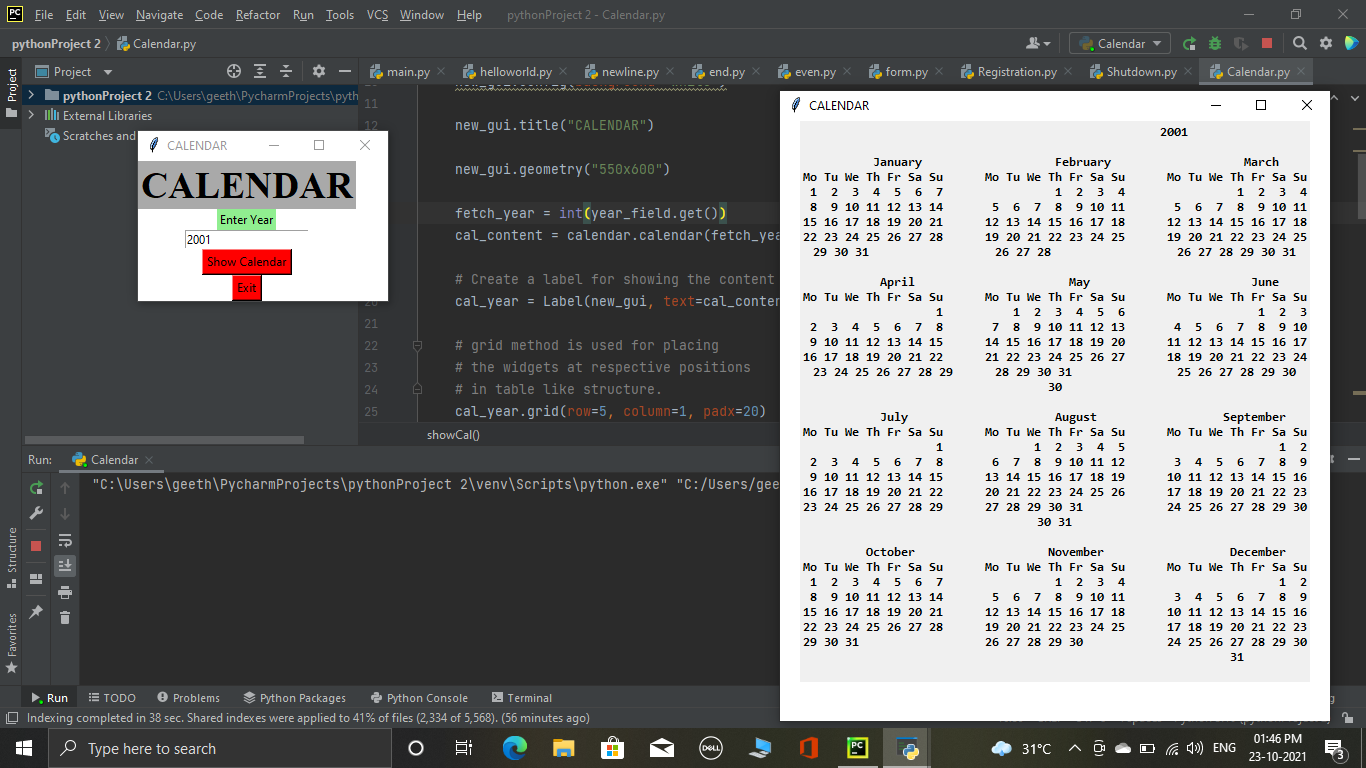 File Edit View Navigate Code Refactor Run Tools VCS Window Help pythonProject 2 - Calendar.py
pythonProject 2 Calendar.py Calendar
Project
main.py helloworld.py newline.py end.py even.py form.py Registration.py Shutdown.py Calendar.py
Project
pythonProject 2 C:\Users\geeth\PycharmProjects\pyth
External Libraries
Scratches and
CALENDAR
CALENDAR
Enter Year
2001
Show Calendar
Exit
11
12 new_gui.title("CALENDAR")
new_gui.geometry("550x600")
fetch_year = int(year_field.get())
cal_content = calendar.calendar(fetch_yea
# Create a label for showing the content
20 cal_year = Label(new_gui, text=cal_conten
21
22 # grid method is used for placing
23 # the widgets at respective positions
24 # in table like structure.
25 cal_year.grid(row=5, column=1, padx=20)
showCal()
CALENDAR
2001
January February March
Mo Tu We Th Fr Sa Su Mo Tu We Th Fr Sa Su Mo Tu We Th Fr Sa Su
1 2 3 4 5 6 7 1 2 3 4 1 2 3 4
8 9 10 11 12 13 14 5 6 7 8 9 10 11 5 6 7 8 9 10 11
15 16 17 18 19 20 21 12 13 14 15 16 17 18 12 13 14 15 16 17 18
22 23 24 25 26 27 28 19 20 21 22 23 24 25 19 20 21 22 23 24 25
29 30 31 26 27 28 26 27 28 29 30 31
April May June
Mo Tu We Th Fr Sa Su Mo Tu We Th Fr Sa Su Mo Tu We Th Fr Sa Su
1 1 2 3 4 5 6 1 2 3
2 3 4 5 6 7 8 7 8 9 10 11 12 13 4 5 6 7 8 9 10
9 10 11 12 13 14 15 14 15 16 17 18 19 20 11 12 13 14 15 16 17
16 17 18 19 20 21 22 21 22 23 24 25 26 27 18 19 20 21 22 23 24
23 24 25 26 27 28 29 28 29 30 31 25 26 27 28 29 30
30
July August September
Mo Tu We Th Fr Sa Su Mo Tu We Th Fr Sa Su Mo Tu We Th Fr Sa Su
1 1 2 3 4 5 1 2
2 3 4 5 6 7 8 6 7 8 9 10 11 12 3 4 5 6 7 8 9
9 10 11 12 13 14 15 13 14 15 16 17 18 19 10 11 12 13 14 15 16
16 17 18 19 20 21 22 20 21 22 23 24 25 26 17 18 19 20 21 22 23
23 24 25 26 27 28 29 27 28 29 30 31 24 25 26 27 28 29 30
30 31
October November December
Mo Tu We Th Fr Sa Su Mo Tu We Th Fr Sa Su Mo Tu We Th Fr Sa Su
1 2 3 4 5 6 7 1 2 3 4 1 2
8 9 10 11 12 13 14 5 6 7 8 9 10 11 3 4 5 6 7 8 9
15 16 17 18 19 20 21 12 13 14 15 16 17 18 10 11 12 13 14 15 16
22 23 24 25 26 27 28 19 20 21 22 23 24 25 17 18 19 20 21 22 23
29 30 31 26 27 28 29 30 24 25 26 27 28 29 30
31
Run: Calendar
"C:\Users\geeth\PycharmProjects\pythonProject 2\venv\Scripts\python.exe" "C:/Users/gee
Structure
Favorites
Run TODO Problems Python Packages Python Console Terminal
Indexing completed in 38 sec. Shared indexes were applied to 41% of files (2,334 of 5,568). (56 minutes ago)
Type here to search
DELL
31°C ENG 01:46 PM
23-10-2021
3